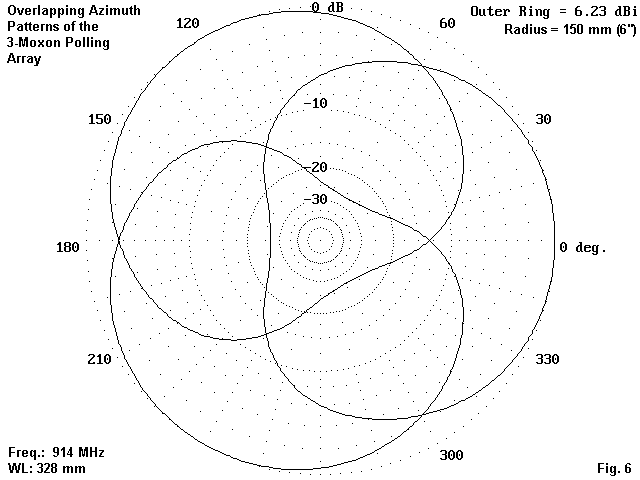 Overlapping Azimuth
Patterns of the
3-Moxon Polling
Array
Outer Ring = 6.23 dBi
Radius = 150 mm (6")
0 dB
120
60
-10
150
30
-20
-30
180
0 deg.
210
330
300
Freq.: 914 MHz
WL: 328 mm
Fig. 6